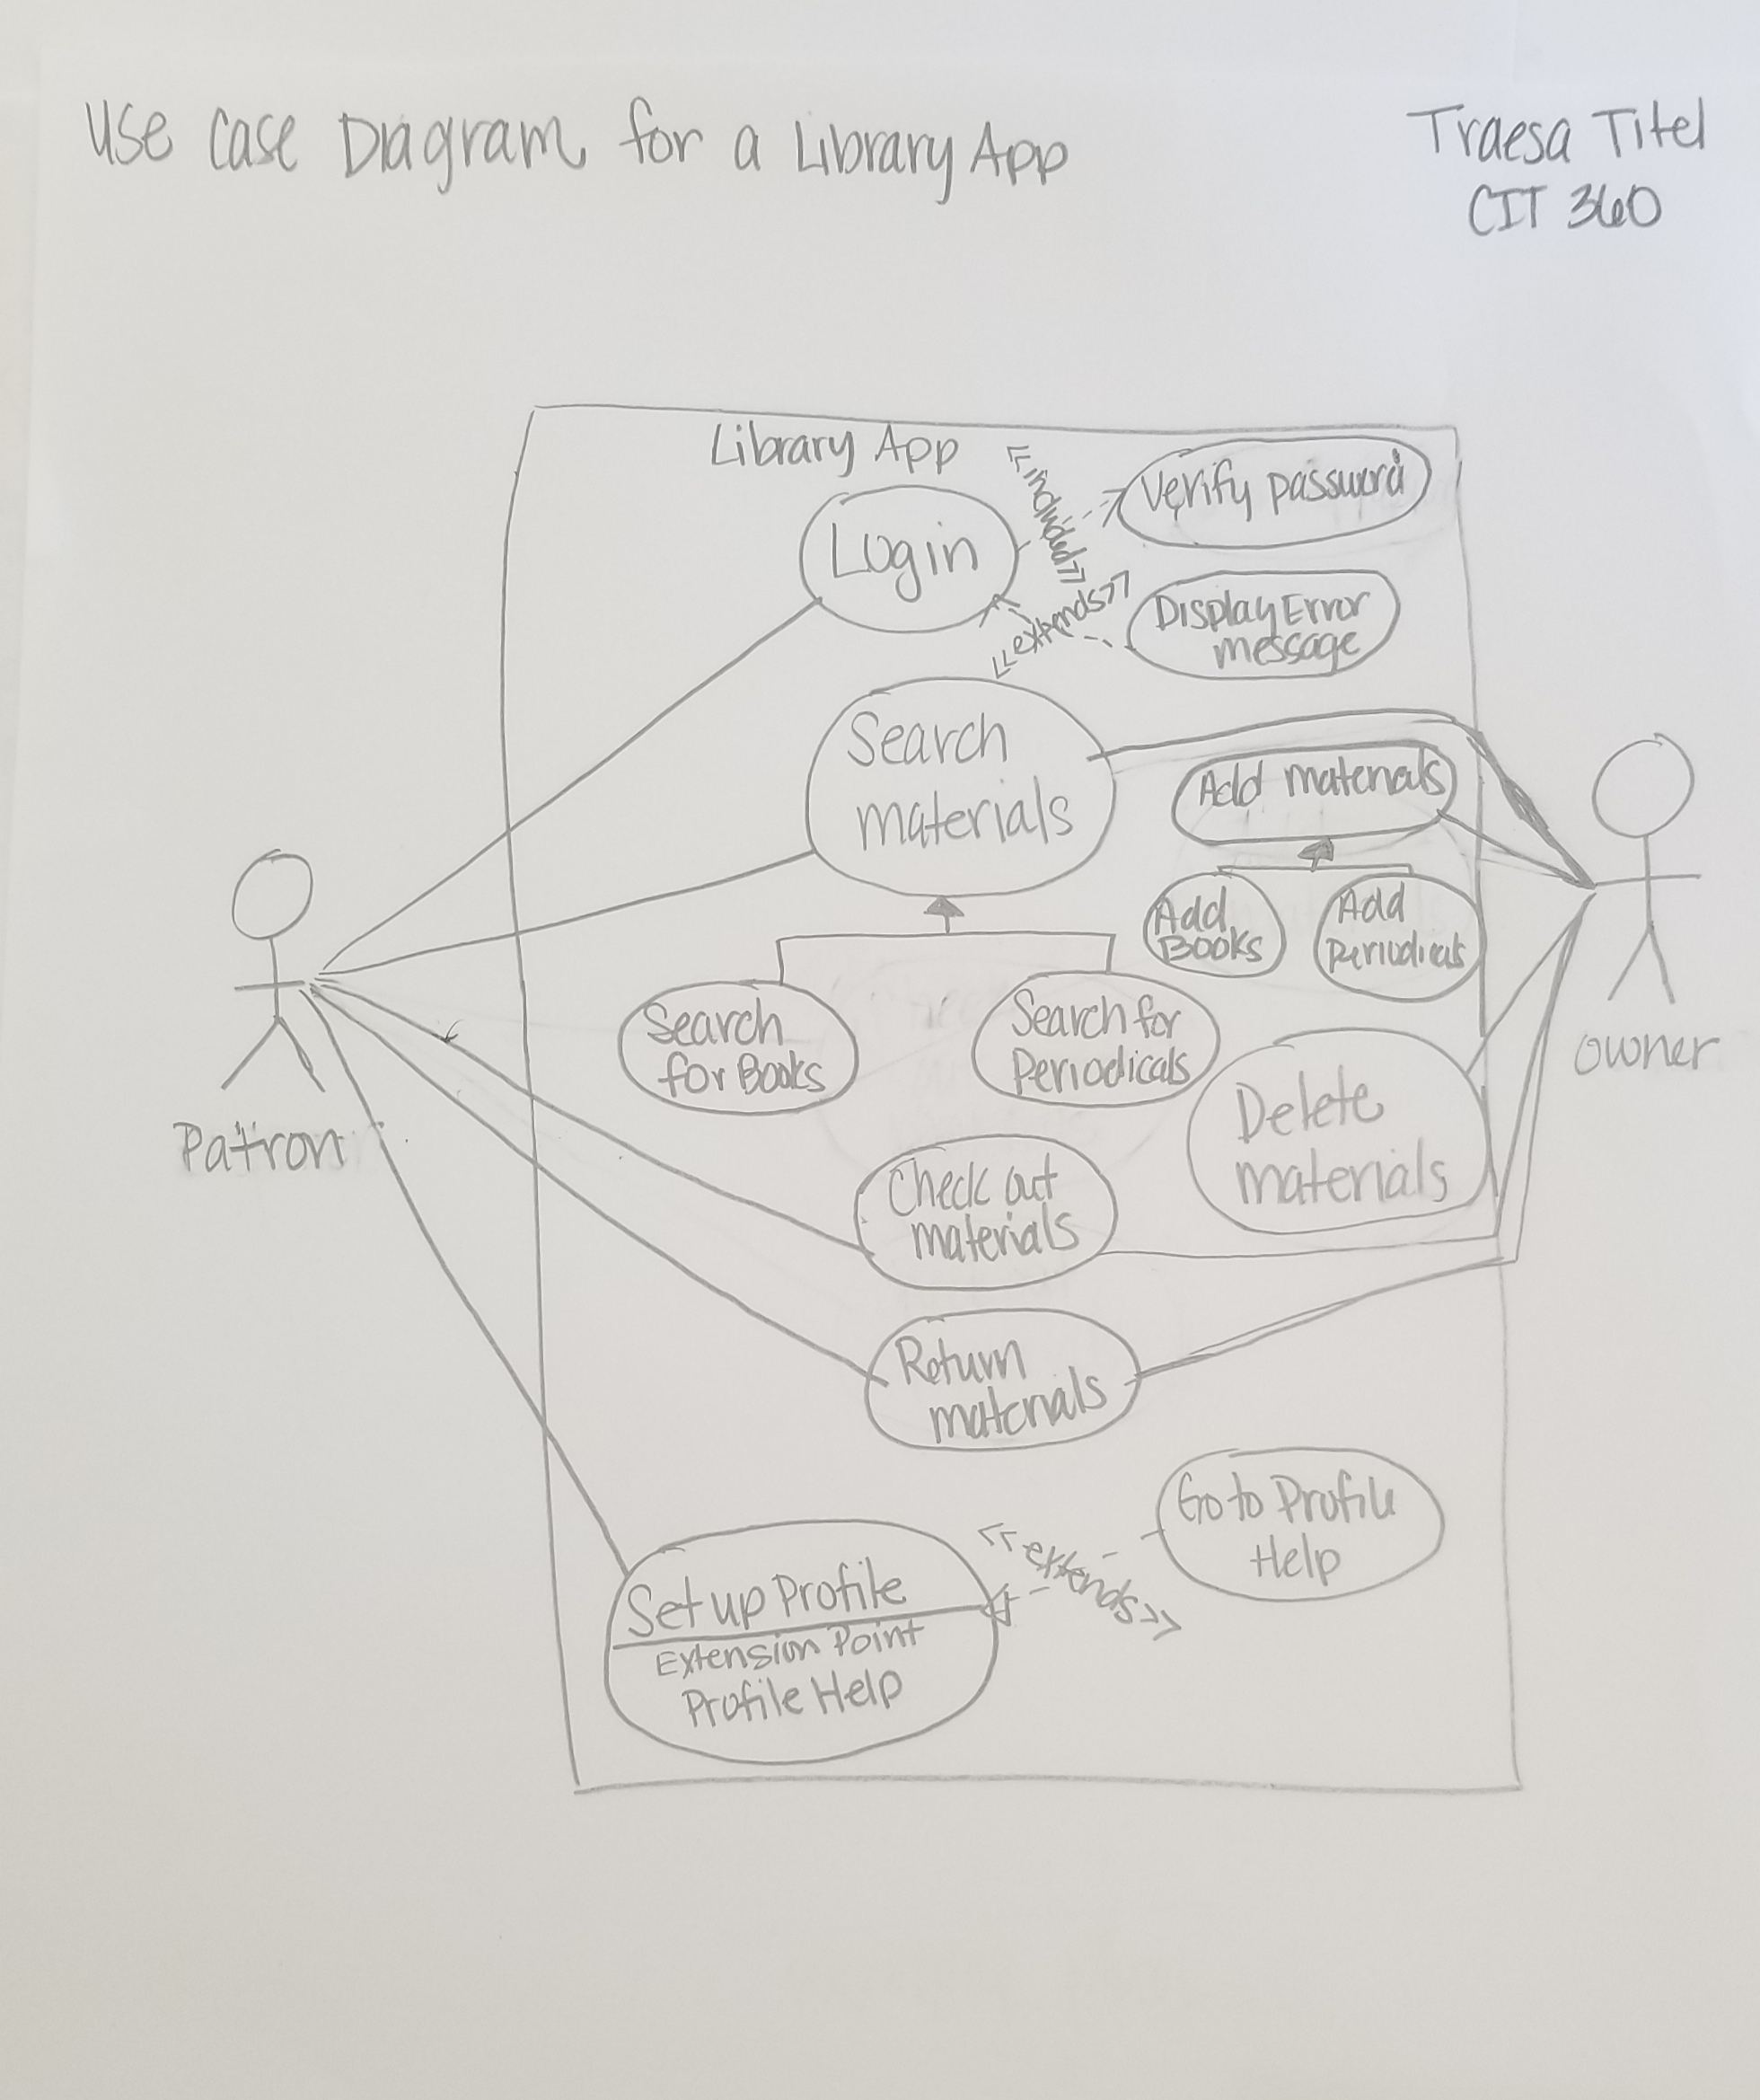 Use Case Diagram for a Library App
Traesa Titel
CIT 360
Library App
Login
<<included>>
Verify password
<<extends>>
Display Error
message
Search
materials
Add materials
Add
Books
Add
Periodicals
Search
for Books
Search for
Periodicals
Patron
owner
Delete
materials
Check out
materials
Return
materials
Go to Profile
Help
<<extends>>
Set up Profile
Extension Point
Profile Help